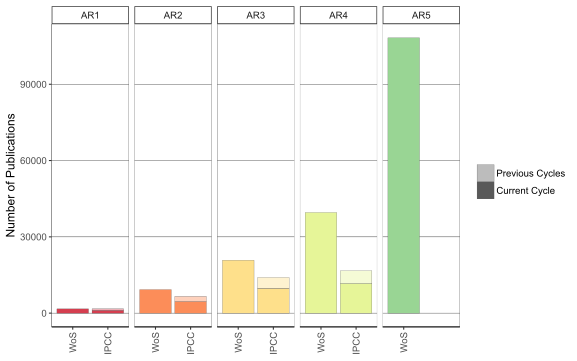 AR1 AR2 AR3 AR4 AR5
Number of Publications
90000
60000
30000
0
WoS IPCC WoS IPCC WoS IPCC WoS IPCC WoS
Previous Cycles
Current Cycle